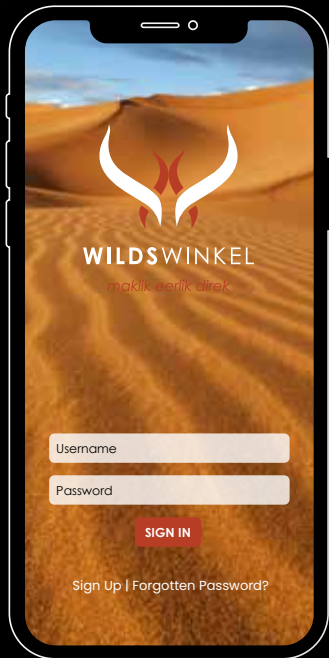 WILDSWINKEL
maklik eerlik direk
Username
Password
SIGN IN
Sign Up | Forgotten Password?